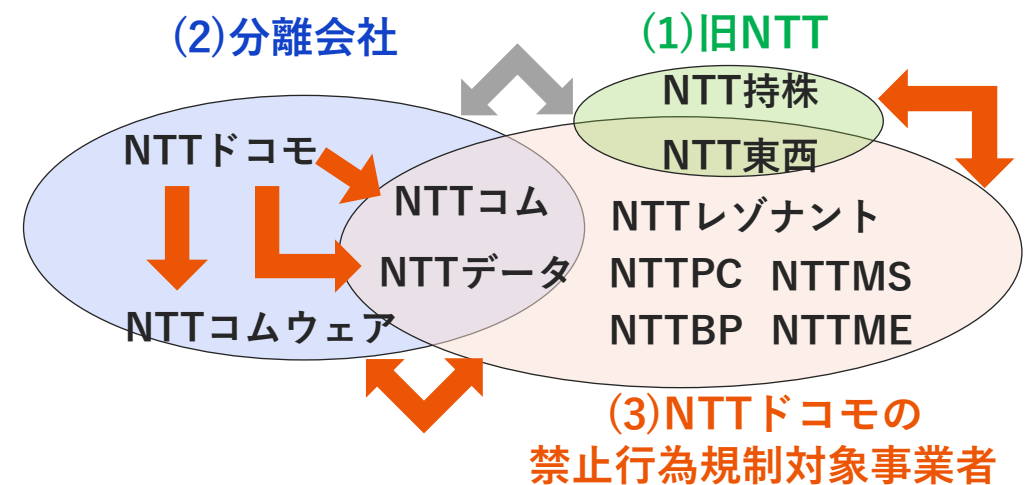 (2)分離会社
(1)旧NTT
NTT持株
NTT東西
NTTドコモ
NTTコム
NTTデータ
NTTコムウェア
NTTレゾナント
NTTPC NTTMS
NTTBP NTTME
(3)NTTドコモの
禁止行為規制対象事業者